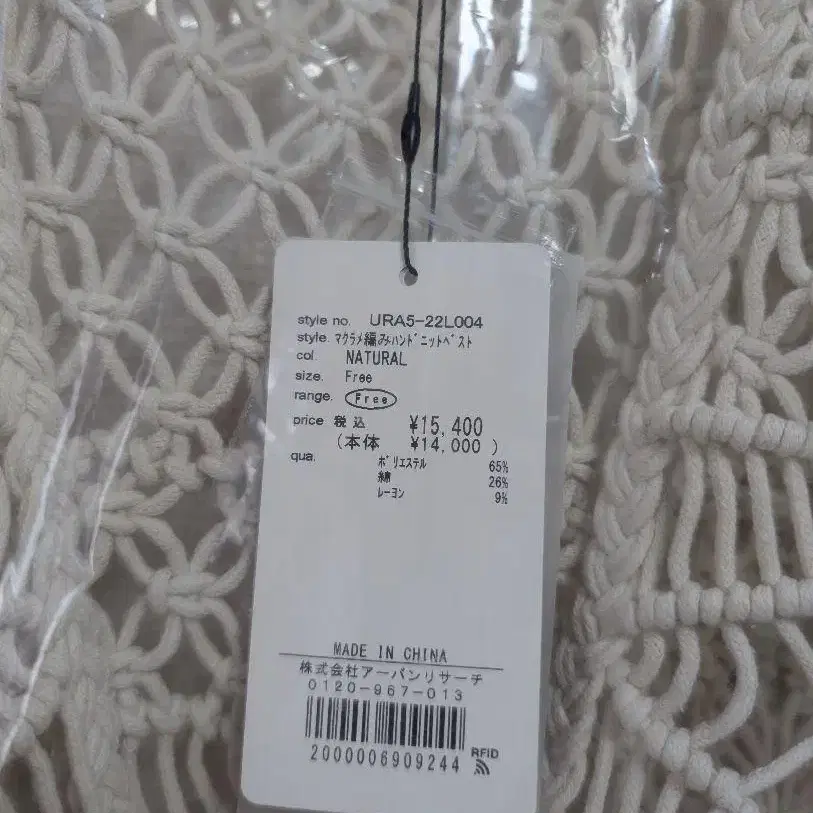 style no. URA5-22L004
style. マクラメ編みハンドニットベスト
col. NATURAL
size. Free
range. Free
price 税込 ¥15,400
(本体 ¥14,000 )
qua. ポリエステル 65%
綿 26%
レーヨン 9%
MADE IN CHINA
株式会社アーバンリサーチ
0120-967-013
2000006909244
RFID